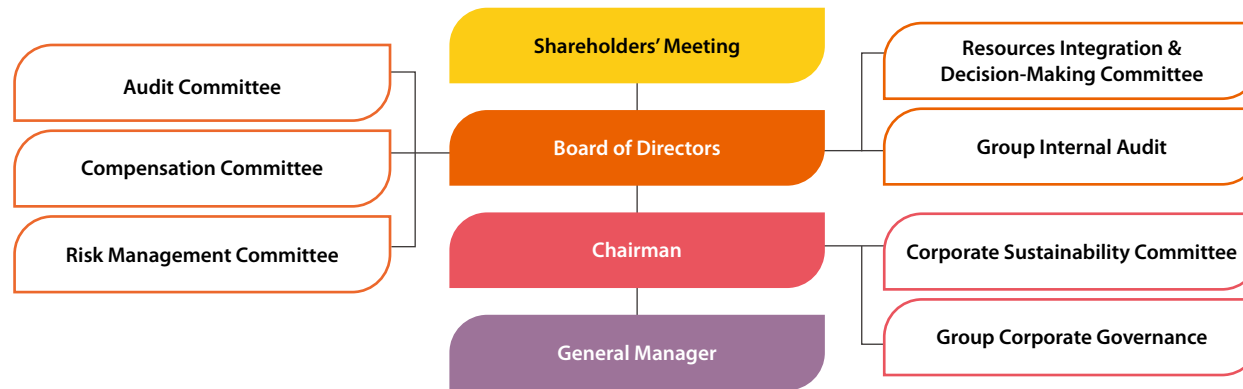 Shareholders’ Meeting
Board of Directors
Chairman
General Manager
Audit Committee
Compensation Committee
Risk Management Committee
Resources Integration &
Decision-Making Committee
Group Internal Audit
Corporate Sustainability Committee
Group Corporate Governance